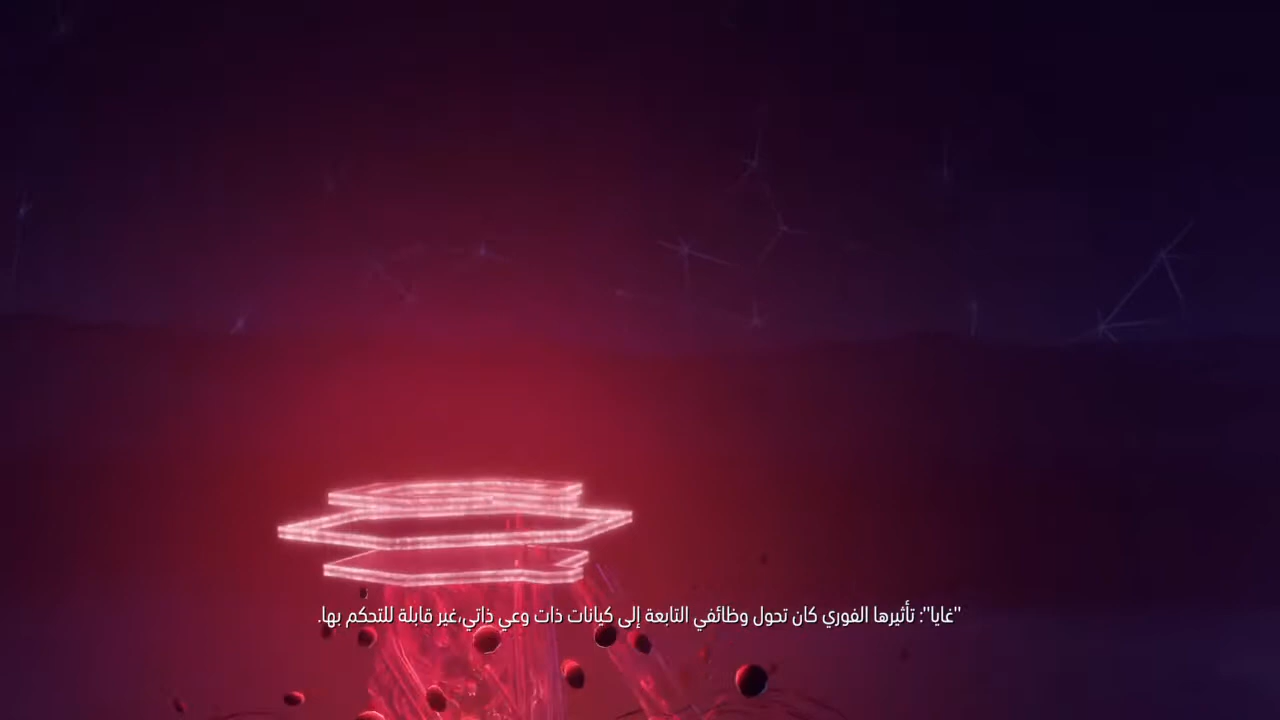 "غايا": تأثيرها الفوري كان تحول وظائفي التابعة إلى كيانات ذات وعي ذاتي،غير قابلة للتحكم بها.